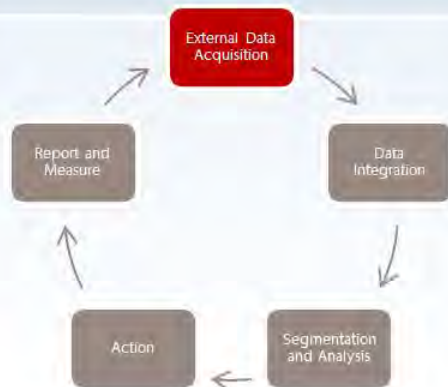 External Data
Acquisition
Data
Integration
Segmentation
and Analysis
Action
Report and
Measure